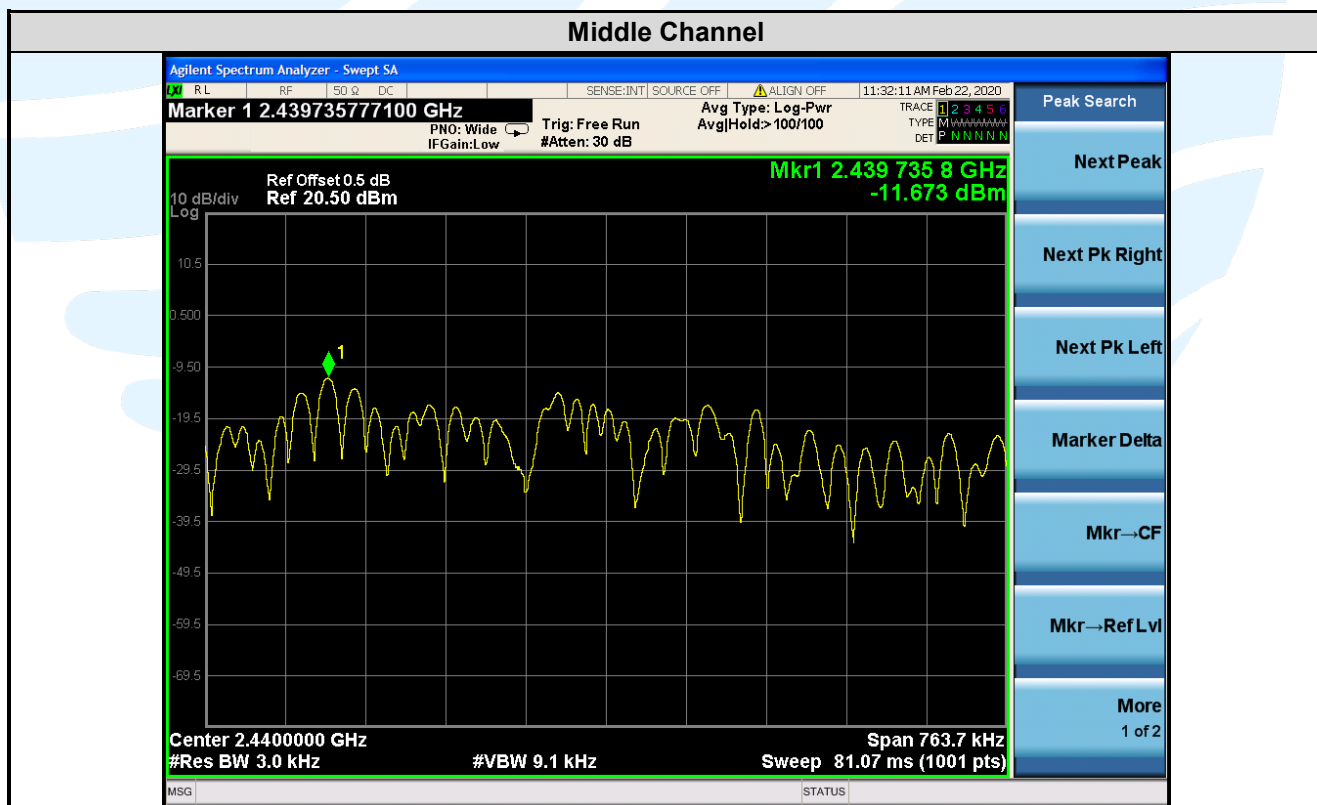 Middle Channel
Agilent Spectrum Analyzer - Swept SA
LXI RL RF 50 Ω DC SENSE:INT SOURCE OFF ALIGN OFF 11:32:11 AM Feb 22, 2020
Marker 1 2.439735777100 GHz
PNO: Wide
IFGain:Low
Trig: Free Run
#Atten: 30 dB
Avg Type: Log-Pwr
Avg|Hold:> 100/100
TRACE 1 2 3 4 5 6
TYPE M WWWWW
DET P N N N N N
Peak Search
Mkr1 2.439 735 8 GHz
-11.673 dBm
Ref Offset 0.5 dB
Ref 20.50 dBm
10 dB/div
Log
10.5
0.500
-9.50
-19.5
-29.5
-39.5
-49.5
-59.5
-69.5
1
Center 2.4400000 GHz
Span 763.7 kHz
#Res BW 3.0 kHz
#VBW 9.1 kHz
Sweep 81.07 ms (1001 pts)
MSG
STATUS
Next Peak
Next Pk Right
Next Pk Left
Marker Delta
Mkr→CF
Mkr→Ref Lvl
More
1 of 2